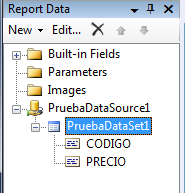 Report Data
New Edit...
Built-in Fields
Parameters
Images
PruebaDataSource1
PruebaDataSet1
CODIGO
PRECIO